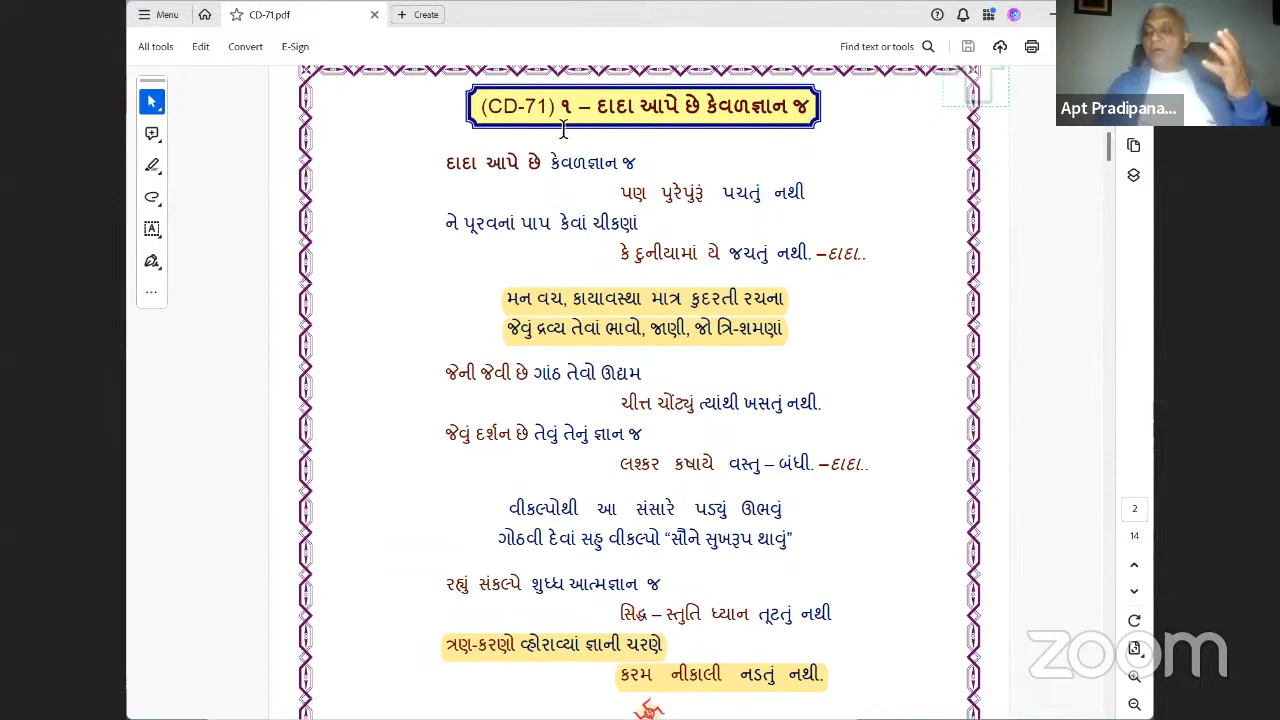 Menu
CD-71.pdf
Create
All tools
Edit
Convert
E-Sign
Find text or tools
Apt Pradipana...
(CD-71) ૧ – દાદા આપે છે કેવળજ્ઞાન જ
દાદા આપે છે કેવળજ્ઞાન જ
પણ પુરેપુંરૂં પચતું નથી
ને પૂરવનાં પાપ કેવાં ચીકણાં
કે દુનીયામાં યે જચતું નથી. –દાદા..
મન વચ, કાયાવસ્થા માત્ર કુદરતી રચના
જેવું દ્રવ્ય તેવાં ભાવો, જાણી, જો ત્રિ-શમણાં
જેની જેવી છે ગાંઠ તેવો ઊદ્યમ
ચીત્ત ચોંટ્યું ત્યાંથી ખસતું નથી.
જેવું દર્શન છે તેવું તેનું જ્ઞાન જ
લશ્કર કષાયે વસ્તુ – બંધી. –દાદા..
વીકલ્પોથી આ સંસારે પડ્યું ઊભવું
ગોઠવી દેવાં સહુ વીકલ્પો “સૌને સુખરૂપ થાવું”
રહ્યું સંકલ્પે શુધ્ધ આત્મજ્ઞાન જ
સિદ્ધ – સ્તુતિ ધ્યાન તૂટતું નથી
ત્રણ-કરણો વ્હોરાવ્યાં જ્ઞાની ચરણે
કરમ નીકાલી નડતું નથી.
2
14
zoom